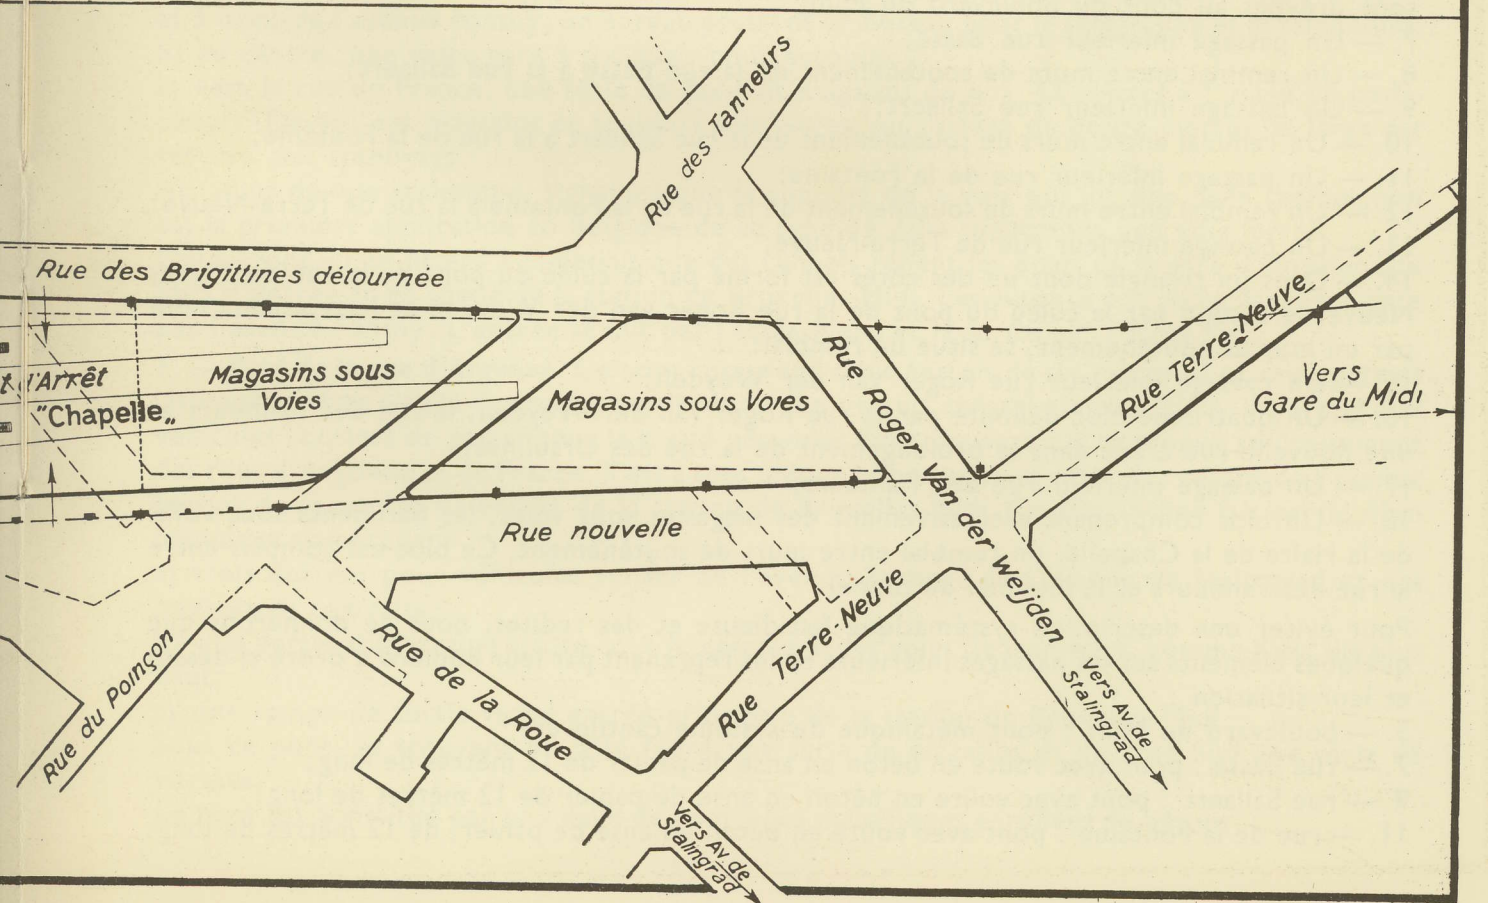 Rue des Tanneurs
Rue des Brigittines détournée
t d'Arrêt
"Chapelle„
Magasins sous
Voies
Magasins sous Voies
Rue Roger Van der Weijden
Rue Terre-Neuve
Vers
Gare du Midi
Rue nouvelle
Rue du Poinçon
Rue de la Roue
Rue Terre-Neuve
Vers Av. de
Stalingrad
Vers Av. de
Stalingrad